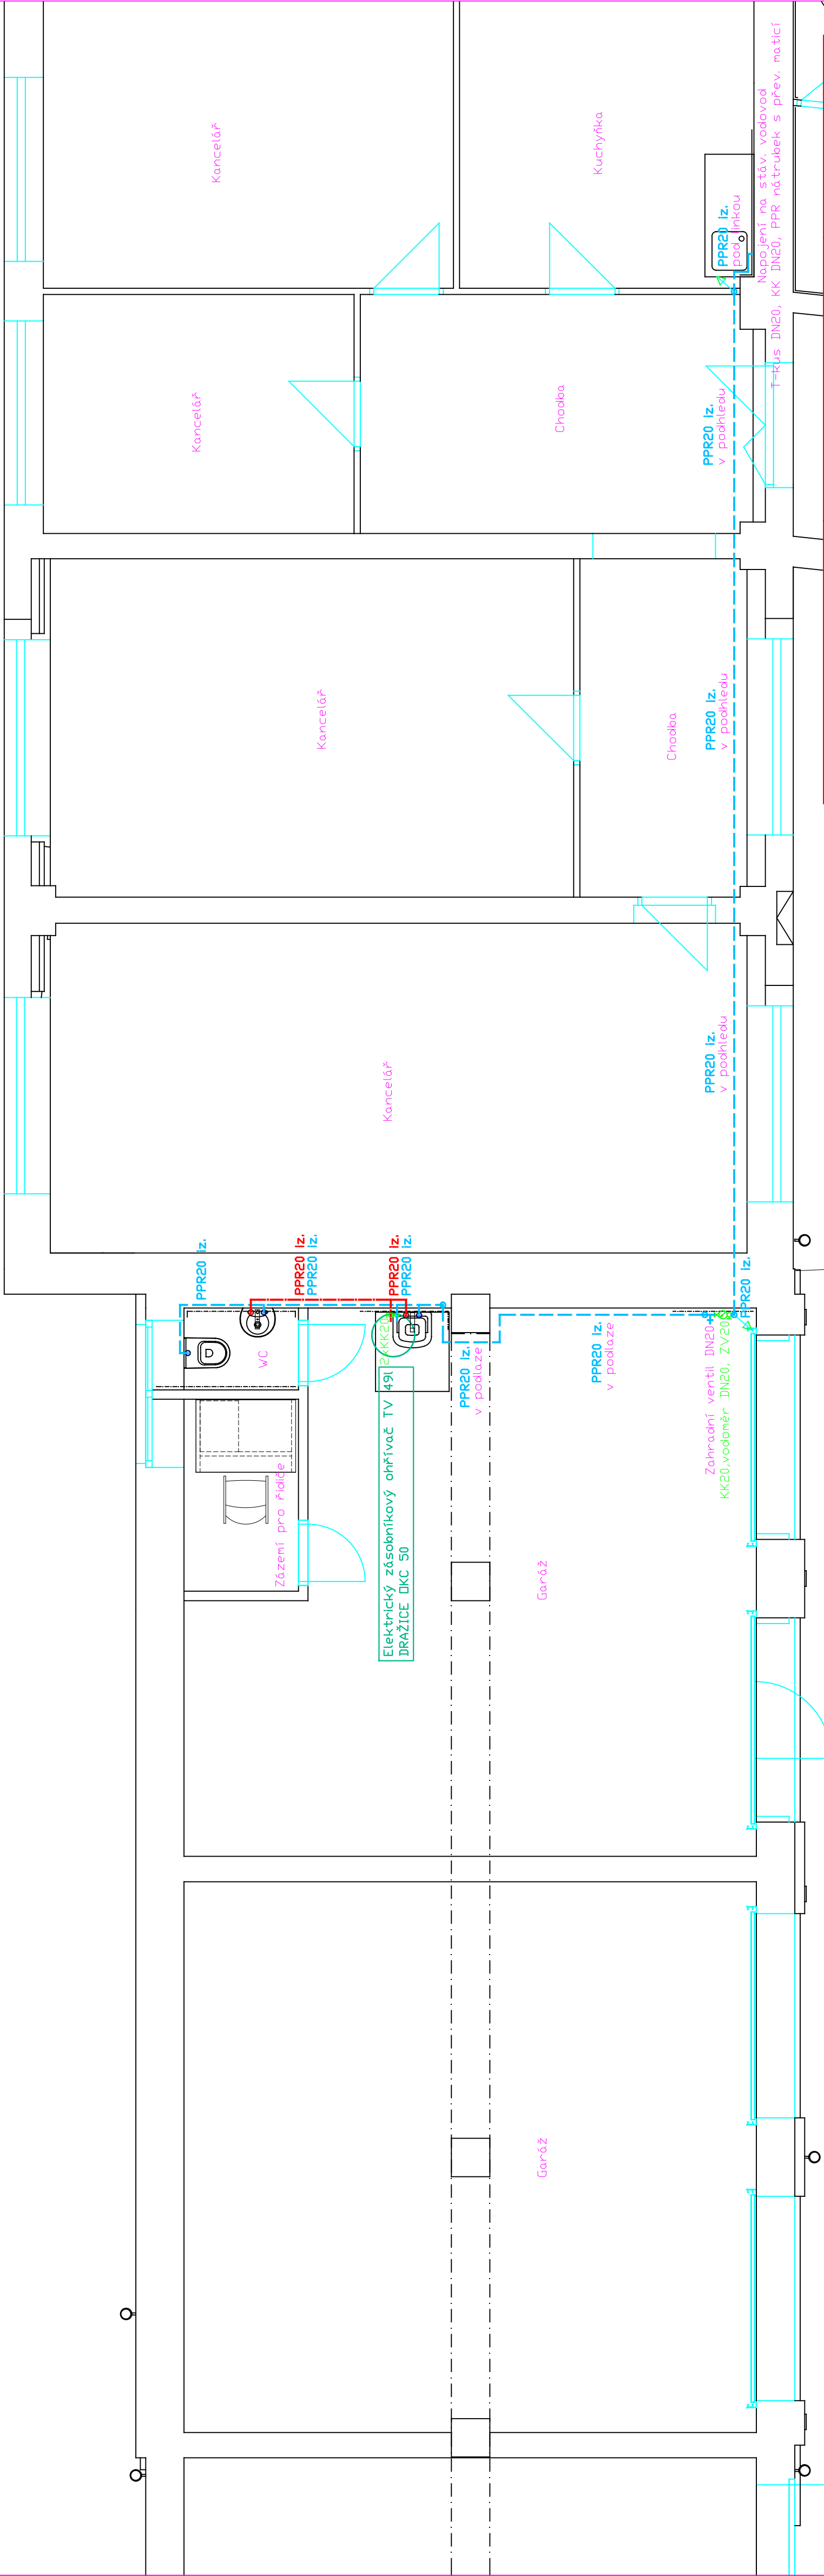 Kancelář
Kuchyňka
PPR20 iz.
pod linkou
Napojení na stáv. vodovod
T-kus DN20, KK DN20, PPR nátrubek s přev. maticí
Kancelář
Chodba
PPR20 iz.
v podhledu
Kancelář
Chodba
PPR20 iz.
v podhledu
Kancelář
PPR20 iz.
v podhledu
PPR20 iz.
PPR20 iz.
PPR20 iz.
PPR20 iz.
PPR20 iz.
PPR20 iz.
WC
2xKK20
PPR20 iz.
v podlaze
PPR20 iz.
v podlaze
Zahradní ventil DN20
KK20,vodoměr DN20, ZV20
Zázemí pro řidiče
Elektrický zásobníkový ohřívač TV 49l
DRAŽICE OKC 50
Garáž
Garáž